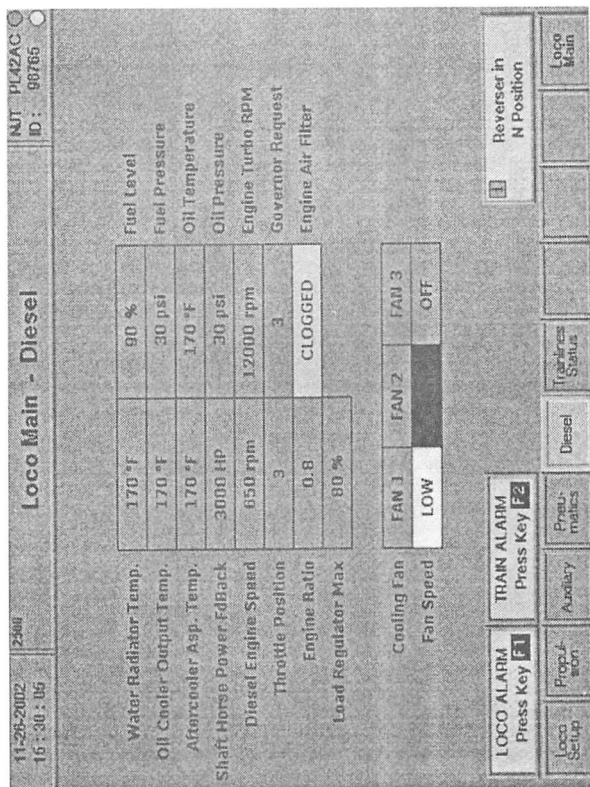 11-26-2002
16:30:06
2500
Loco Main - Diesel
NJT PL42AC
ID: 98765
Water Radiator Temp. 170 °F 90 % Fuel Level
Oil Cooler Output Temp. 170 °F 30 psi Fuel Pressure
Aftercooler Asp. Temp. 170 °F 170 °F Oil Temperature
Shaft Horse Power FdBack 3000 HP 30 psi Oil Pressure
Diesel Engine Speed 650 rpm 12000 rpm Engine Turbo RPM
Throttle Position 3 3 Governor Request
Engine Ratio 0.8 CLOGGED Engine Air Filter
Load Regulator Max 80 %
Cooling Fan FAN 1 FAN 2 FAN 3
Fan Speed LOW OFF
LOCO ALARM
Press Key F1
TRAIN ALARM
Press Key F2
1 Reverser in
N Position
Loco
Setup
Propul-
sion
Auxiliary
Pneu-
matics
Diesel
Trainlines
Status
Loco
Main